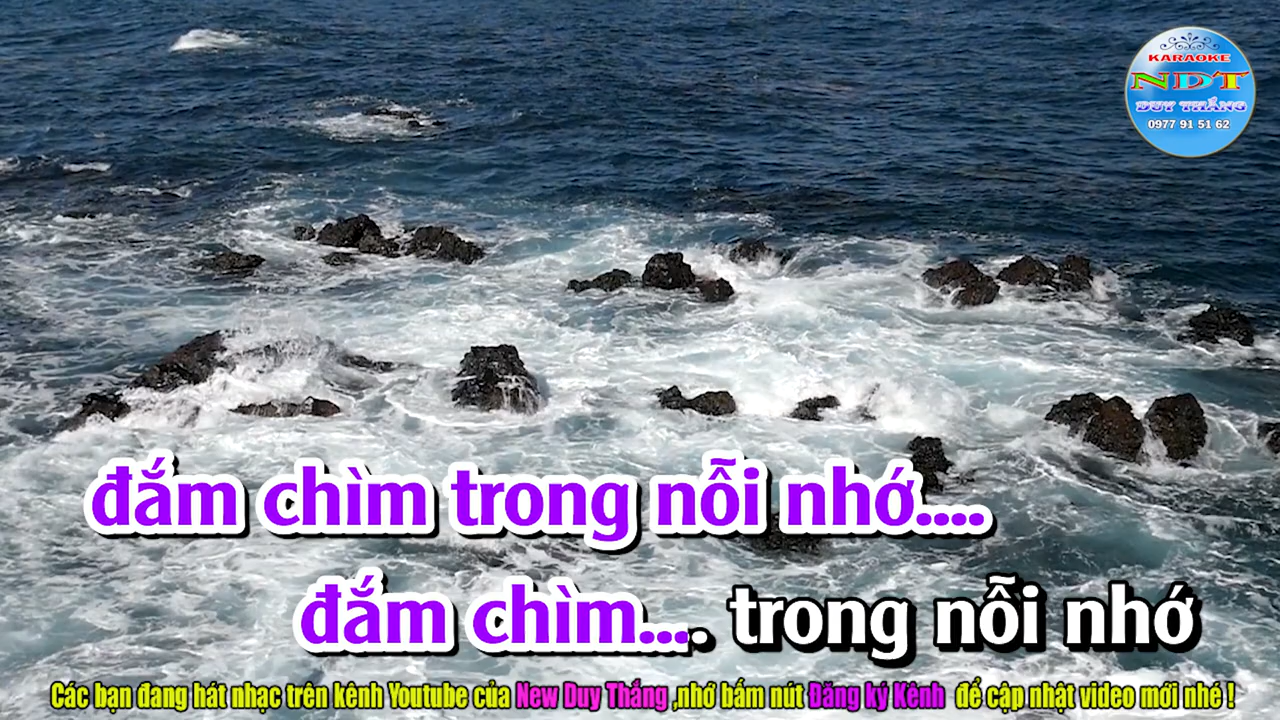 KARAOKE
NDT
DUY THẮNG
0977 91 51 62
đắm chìm trong nỗi nhớ....
đắm chìm.... trong nỗi nhớ
Các bạn đang hát nhạc trên kênh Youtube của New Duy Thắng ,nhớ bấm nút Đăng ký Kênh để cập nhật video mới nhé !